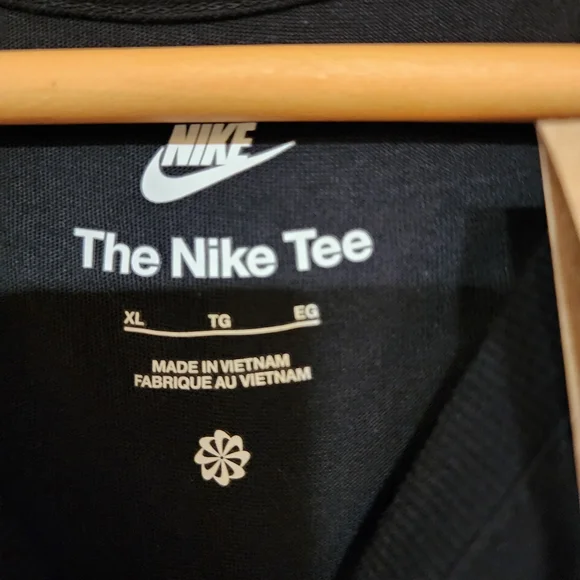 NIKE
The Nike Tee
XL TG EG
MADE IN VIETNAM
FABRIQUE AU VIETNAM